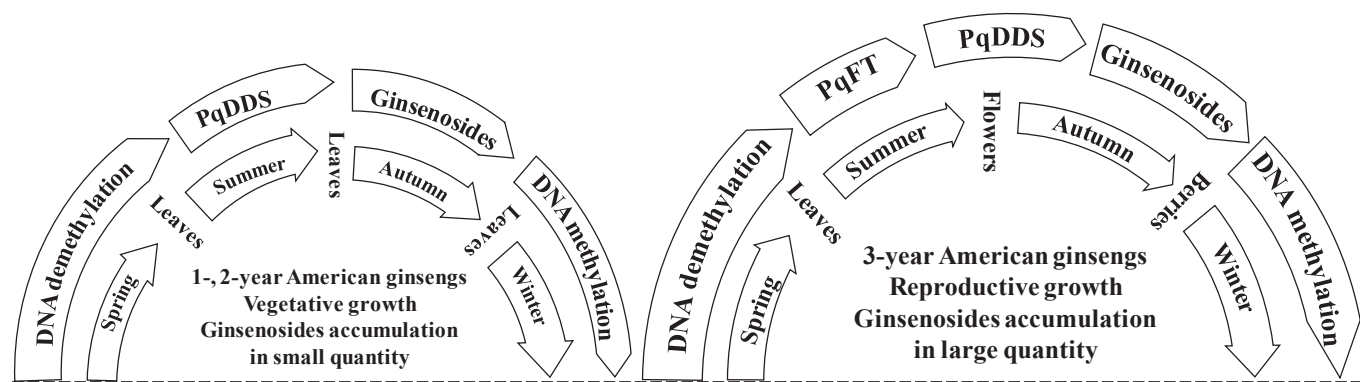 DNA demethylation
PqDDS
Ginsenosides
DNA methylation
Spring
Leaves
Summer
Leaves
Autumn
Leaves
Winter
1-, 2-year American ginsengs
Vegetative growth
Ginsenosides accumulation
in small quantity
DNA demethylation
PqFT
PqDDS
Ginsenosides
DNA methylation
Spring
Leaves
Summer
Flowers
Autumn
Berries
Winter
3-year American ginsengs
Reproductive growth
Ginsenosides accumulation
in large quantity